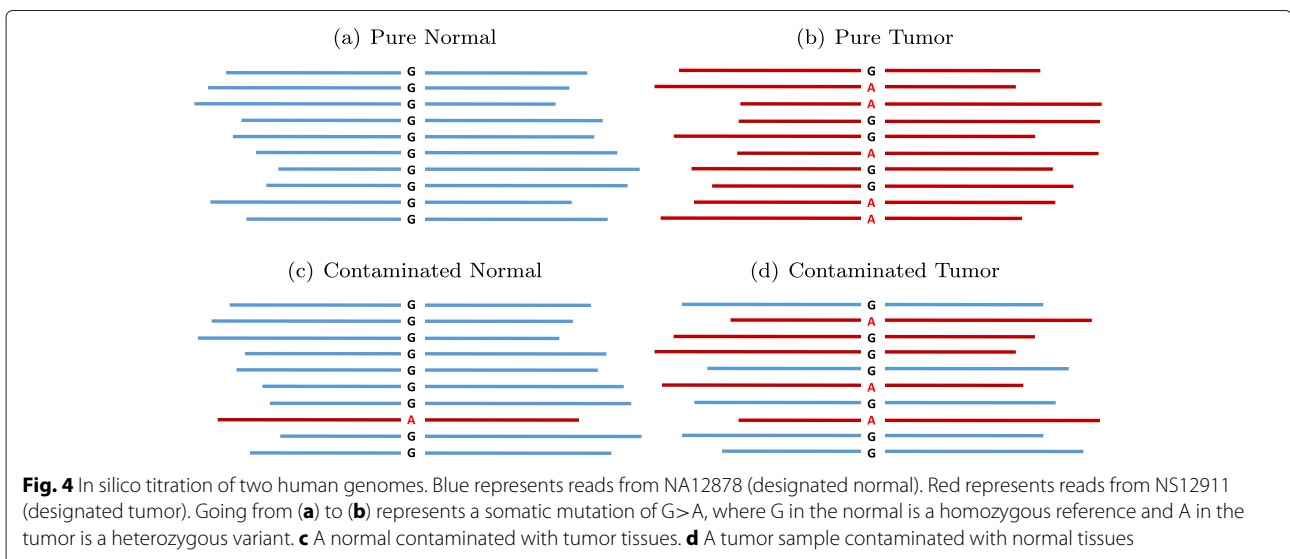 (a) Pure Normal
G
G
G
G
G
G
G
G
G
G
(b) Pure Tumor
G
A
A
G
G
A
G
G
A
A
(c) Contaminated Normal
G
G
G
G
G
G
G
A
G
G
(d) Contaminated Tumor
G
A
G
G
G
A
G
A
G
G
Fig. 4 In silico titration of two human genomes. Blue represents reads from NA12878 (designated normal). Red represents reads from NS12911
(designated tumor). Going from (a) to (b) represents a somatic mutation of G>A, where G in the normal is a homozygous reference and A in the
tumor is a heterozygous variant. c A normal contaminated with tumor tissues. d A tumor sample contaminated with normal tissues